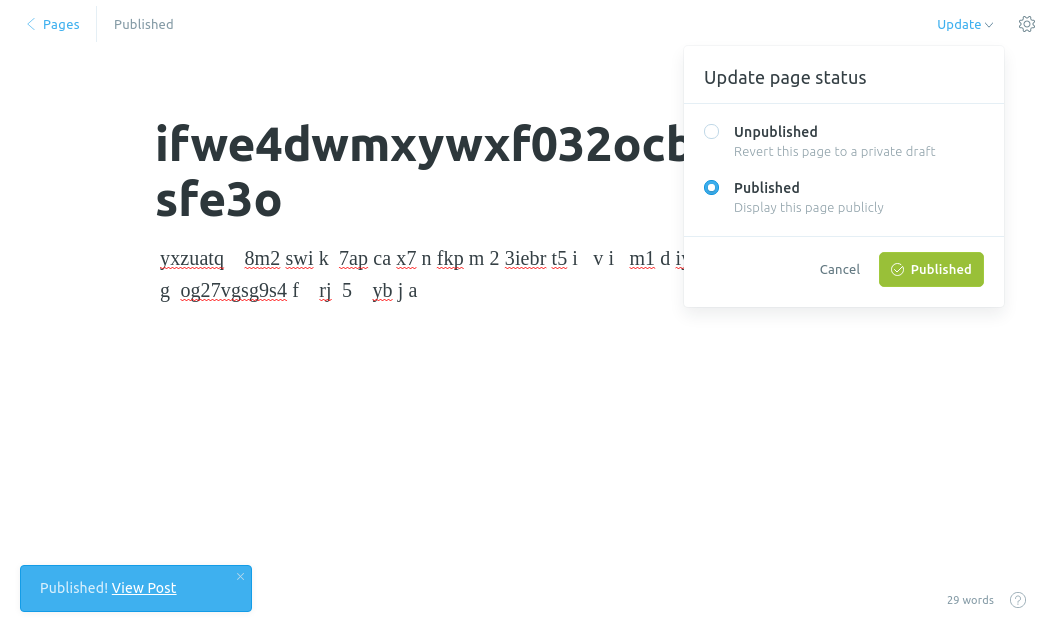 Pages
Published
Update
Update page status
Unpublished
Revert this page to a private draft
Published
Display this page publicly
Cancel
Published
ifwe4dwmxywxf032ocb
sfe3o
yxzuatq 8m2 swi k 7ap ca x7 n fkp m 2 3iebr t5 i v i m1 d
g og27vgsg9s4 f rj 5 yb j a
Published! View Post
29 words